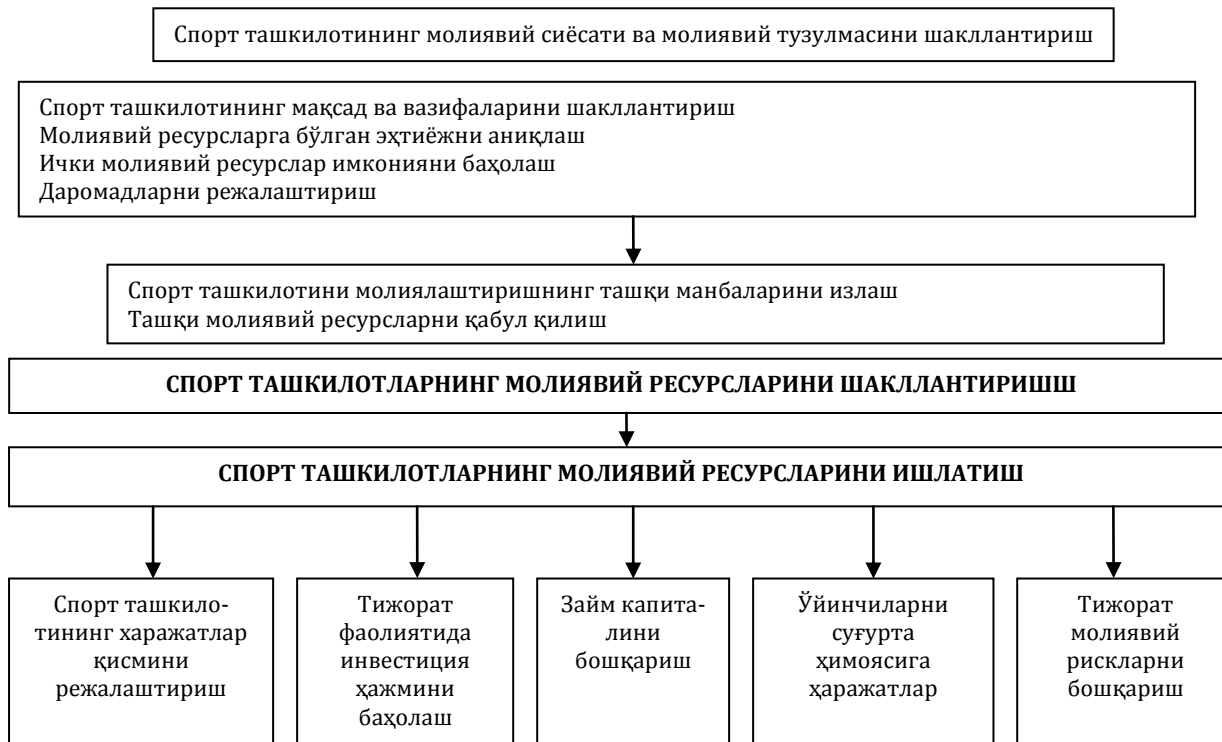 Спорт ташкилотининг молиявий сиёсати ва молиявий тузулмасини шакллантириш
Спорт ташкилотининг мақсад ва вазифаларини шакллантириш
Молиявий ресурсларга бўлган эҳтиёжни аниқлаш
Ички молиявий ресурслар имконияни баҳолаш
Даромадларни режалаштириш
Спорт ташкилотини молиялаштиришнинг ташқи манбаларини излаш
Ташқи молиявий ресурсларни қабул қилиш
СПОРТ ТАШКИЛОТЛАРНИНГ МОЛИЯВИЙ РЕСУРСЛАРИНИ ШАКЛЛАНТИРИШШ
СПОРТ ТАШКИЛОТЛАРНИНГ МОЛИЯВИЙ РЕСУРСЛАРИНИ ИШЛАТИШ
Спорт ташкило-
тининг харажатлар
қисмини
режалаштириш
Тижорат
фаолиятида
инвестиция
ҳажмини
баҳолаш
Займ капита-
лини
бошқариш
Ўйинчиларни
суғурта
ҳимоясига
ҳаражатлар
Тижорат
молиявий
рискларни
бошқариш